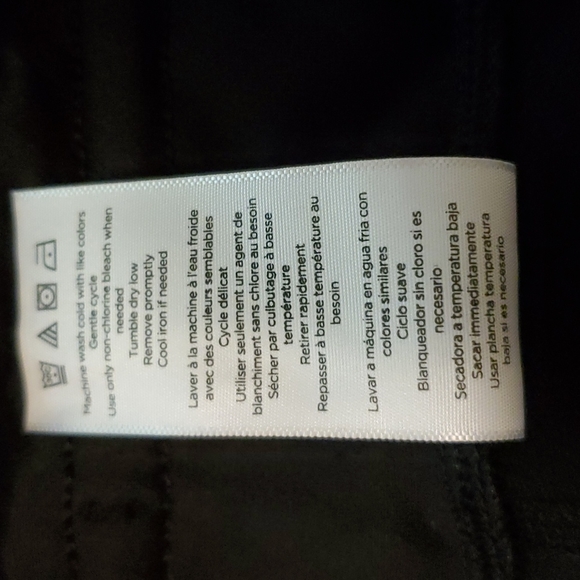 Machine wash cold with like colors
Gentle cycle
Use only non-chlorine bleach when
needed
Tumble dry low
Remove promptly
Cool iron if needed
Laver à la machine à l'eau froide
avec des couleurs semblables
Cycle délicat
Utiliser seulement un agent de
blanchiment sans chlore au besoin
Sécher par culbutage à basse
température
Retirer rapidement
Repasser à basse température au
besoin
Lavar a máquina en agua fria con
colores similares
Ciclo suave
Blanqueador sin cloro si es
necesario
Secadora a temperatura baja
Sacar immediatamente
Usar plancha temperatura
baja si es necesario